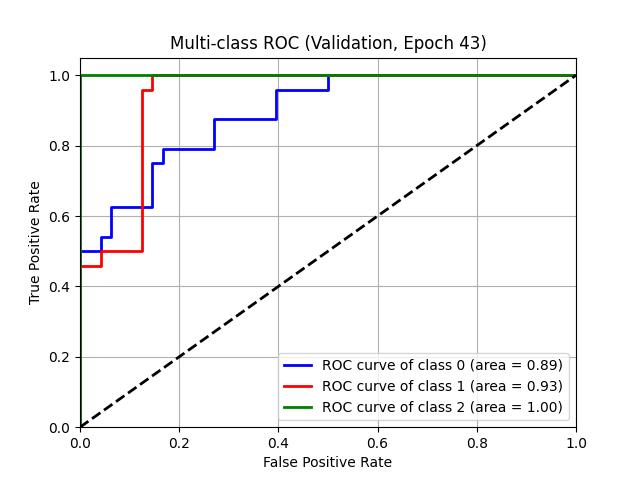 Multi-class ROC (Validation, Epoch 43)
True Positive Rate
1.0
0.8
0.6
0.4
0.2
0.0
ROC curve of class 0 (area = 0.89)
ROC curve of class 1 (area = 0.93)
ROC curve of class 2 (area = 1.00)
0.0 0.2 0.4 0.6 0.8 1.0
False Positive Rate